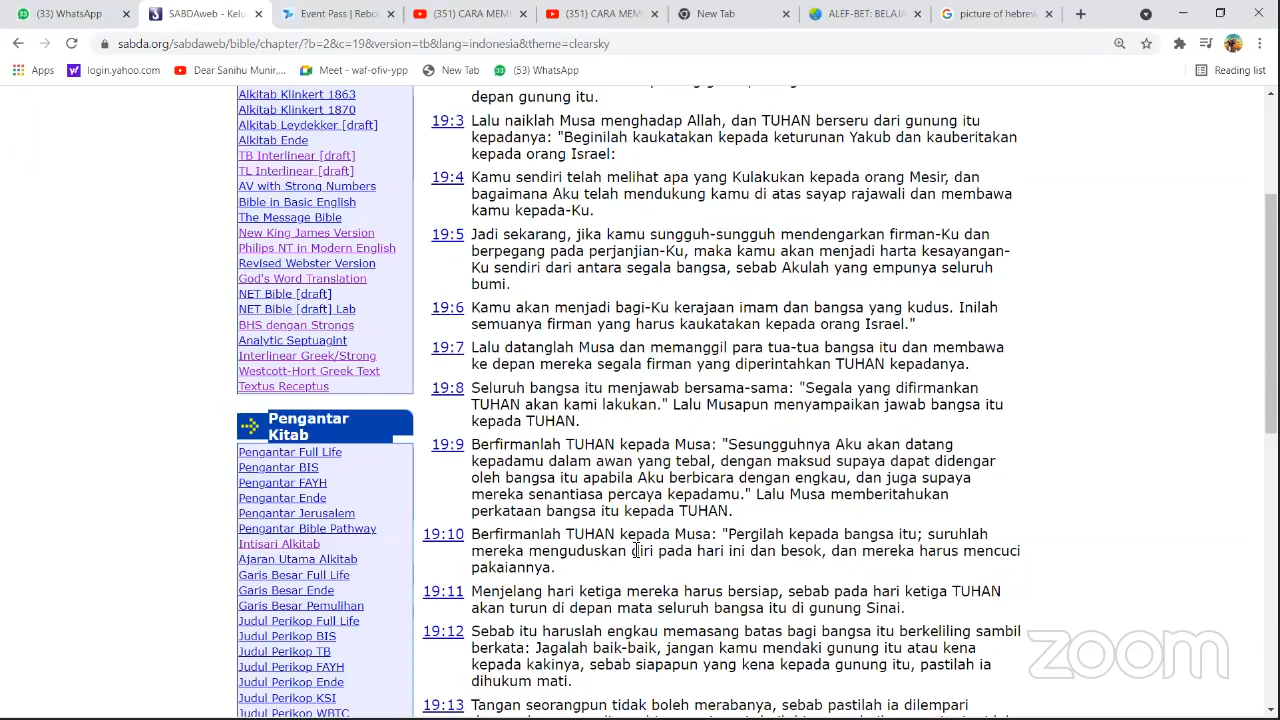 (53) WhatsApp
SABDAweb - Kelu
Event Pass | Rebo
(351) CARA MEMI
(351) CARA MEMI
New Tab
ALEF-BET: BELAJA
picture of hebrew
sabda.org/sabdaweb/bible/chapter/?b=2&c=19&version=tb&lang=indonesia&theme=clearsky
Apps
login.yahoo.com
Dear Sanihu Munir,...
Meet - waf-ofiv-ypp
New Tab
(53) WhatsApp
Reading list
Alkitab Klinkert 1863
Alkitab Klinkert 1870
Alkitab Leydekker [draft]
Alkitab Ende
TB Interlinear [draft]
TL Interlinear [draft]
AV with Strong Numbers
Bible in Basic English
The Message Bible
New King James Version
Philips NT in Modern English
Revised Webster Version
God's Word Translation
NET Bible [draft]
NET Bible [draft] Lab
BHS dengan Strongs
Analytic Septuagint
Interlinear Greek/Strong
Westcott-Hort Greek Text
Textus Receptus
Pengantar
Kitab
Pengantar Full Life
Pengantar BIS
Pengantar FAYH
Pengantar Ende
Pengantar Jerusalem
Pengantar Bible Pathway
Intisari Alkitab
Ajaran Utama Alkitab
Garis Besar Full Life
Garis Besar Ende
Garis Besar Pemulihan
Judul Perikop Full Life
Judul Perikop BIS
Judul Perikop TB
Judul Perikop FAYH
Judul Perikop Ende
Judul Perikop KSI
Judul Perikop WBTC
depan gunung itu.
19:3 Lalu naiklah Musa menghadap Allah, dan TUHAN berseru dari gunung itu
kepadanya: "Beginilah kaukatakan kepada keturunan Yakub dan kauberitakan
kepada orang Israel:
19:4 Kamu sendiri telah melihat apa yang Kulakukan kepada orang Mesir, dan
bagaimana Aku telah mendukung kamu di atas sayap rajawali dan membawa
kamu kepada-Ku.
19:5 Jadi sekarang, jika kamu sungguh-sungguh mendengarkan firman-Ku dan
berpegang pada perjanjian-Ku, maka kamu akan menjadi harta kesayangan-
Ku sendiri dari antara segala bangsa, sebab Akulah yang empunya seluruh
bumi.
19:6 Kamu akan menjadi bagi-Ku kerajaan imam dan bangsa yang kudus. Inilah
semuanya firman yang harus kaukatakan kepada orang Israel."
19:7 Lalu datanglah Musa dan memanggil para tua-tua bangsa itu dan membawa
ke depan mereka segala firman yang diperintahkan TUHAN kepadanya.
19:8 Seluruh bangsa itu menjawab bersama-sama: "Segala yang difirmankan
TUHAN akan kami lakukan." Lalu Musapun menyampaikan jawab bangsa itu
kepada TUHAN.
19:9 Berfirmanlah TUHAN kepada Musa: "Sesungguhnya Aku akan datang
kepadamu dalam awan yang tebal, dengan maksud supaya dapat didengar
oleh bangsa itu apabila Aku berbicara dengan engkau, dan juga supaya
mereka senantiasa percaya kepadamu." Lalu Musa memberitahukan
perkataan bangsa itu kepada TUHAN.
19:10 Berfirmanlah TUHAN kepada Musa: "Pergilah kepada bangsa itu; suruhlah
mereka menguduskan diri pada hari ini dan besok, dan mereka harus mencuci
pakaiannya.
19:11 Menjelang hari ketiga mereka harus bersiap, sebab pada hari ketiga TUHAN
akan turun di depan mata seluruh bangsa itu di gunung Sinai.
19:12 Sebab itu haruslah engkau memasang batas bagi bangsa itu berkeliling sambil
berkata: Jagalah baik-baik, jangan kamu mendaki gunung itu atau kena
kepada kakinya, sebab siapapun yang kena kepada gunung itu, pastilah ia
dihukum mati.
19:13 Tangan seorangpun tidak boleh merabanya, sebab pastilah ia dilempari
zoom